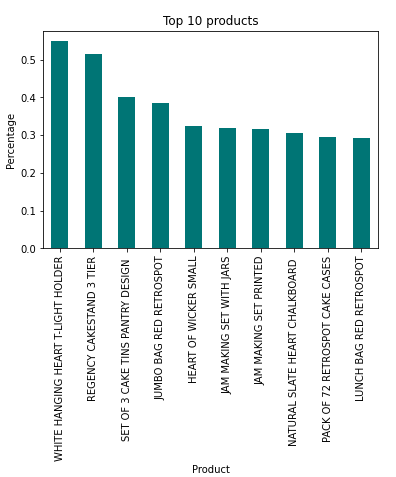 Top 10 products
Percentage
0.5
0.4
0.3
0.2
0.1
0.0
WHITE HANGING HEART T-LIGHT HOLDER
REGENCY CAKESTAND 3 TIER
SET OF 3 CAKE TINS PANTRY DESIGN
JUMBO BAG RED RETROSPOT
HEART OF WICKER SMALL
JAM MAKING SET WITH JARS
JAM MAKING SET PRINTED
NATURAL SLATE HEART CHALKBOARD
PACK OF 72 RETROSPOT CAKE CASES
LUNCH BAG RED RETROSPOT
Product